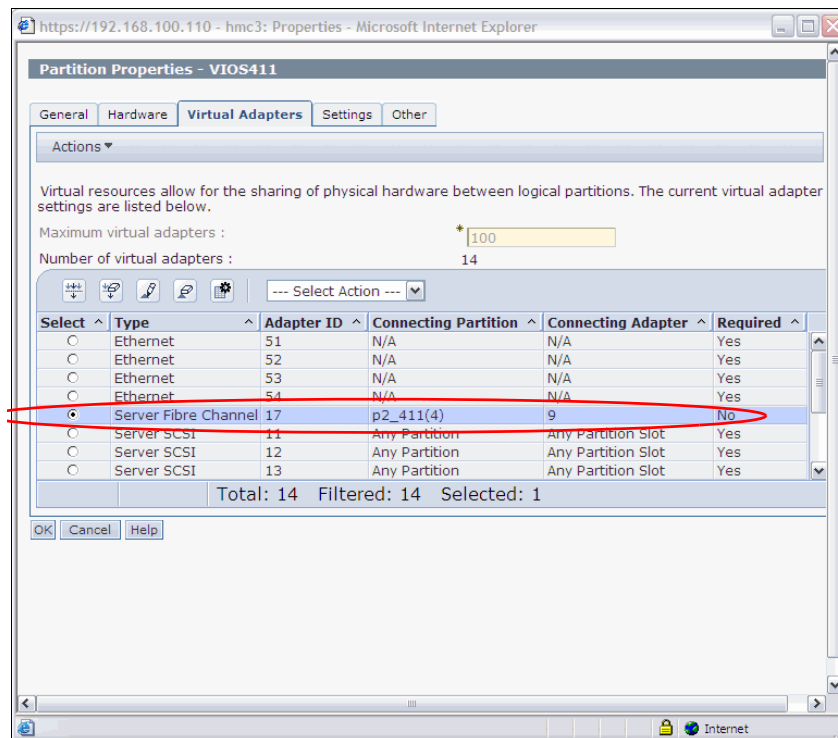 https://192.168.100.110 - hmc3: Properties - Microsoft Internet Explorer
Partition Properties - VIOS411
General Hardware Virtual Adapters Settings Other
Actions
Virtual resources allow for the sharing of physical hardware between logical partitions. The current virtual adapter
settings are listed below.
Maximum virtual adapters : * 100
Number of virtual adapters : 14
--- Select Action ---
Select ^ Type ^ Adapter ID ^ Connecting Partition ^ Connecting Adapter ^ Required ^
Ethernet 51 N/A N/A Yes
Ethernet 52 N/A N/A Yes
Ethernet 53 N/A N/A Yes
Ethernet 54 N/A N/A Yes
Server Fibre Channel 17 p2_411(4) 9 No
Server SCSI 11 Any Partition Any Partition Slot Yes
Server SCSI 12 Any Partition Any Partition Slot Yes
Server SCSI 13 Any Partition Any Partition Slot Yes
Total: 14 Filtered: 14 Selected: 1
OK Cancel Help
Internet